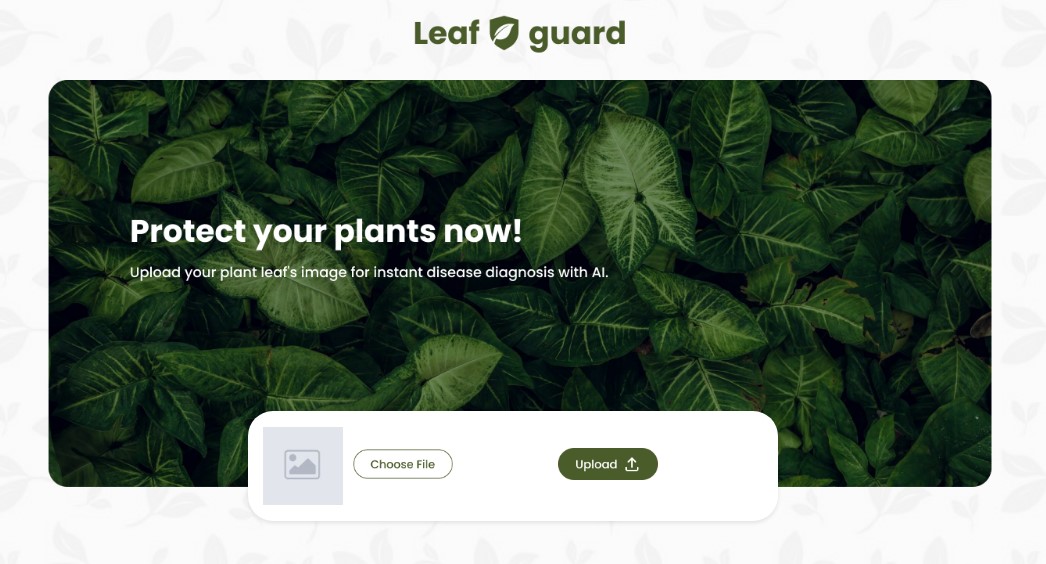 Leaf guard
Protect your plants now!
Upload your plant leaf's image for instant disease diagnosis with AI.
Choose File
Upload